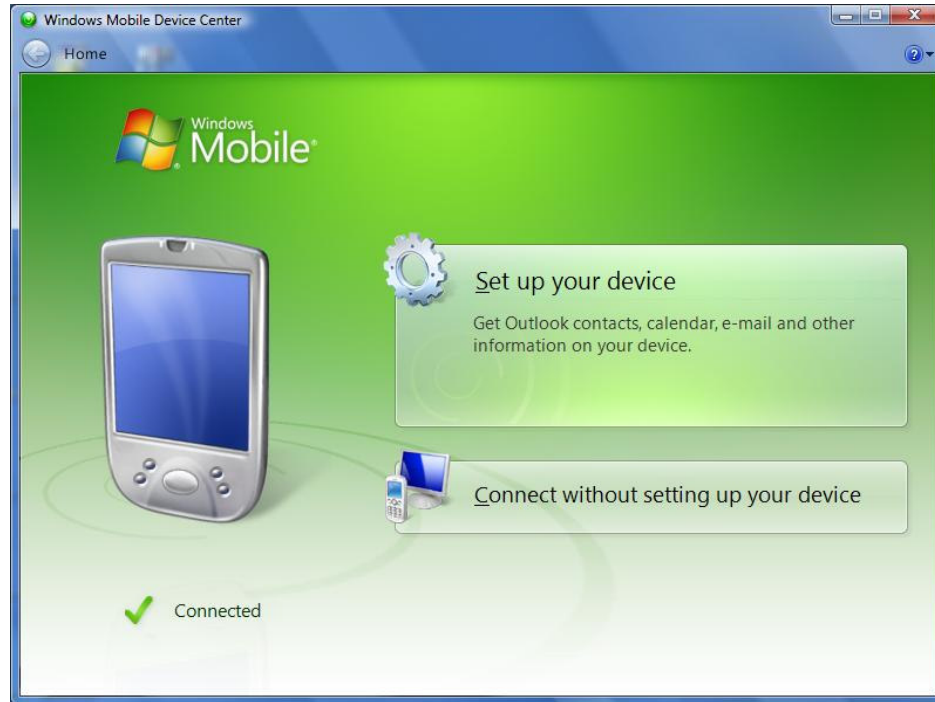 Windows Mobile Device Center
Home
Windows
Mobile®
Set up your device
Get Outlook contacts, calendar, e-mail and other
information on your device.
Connect without setting up your device
Connected